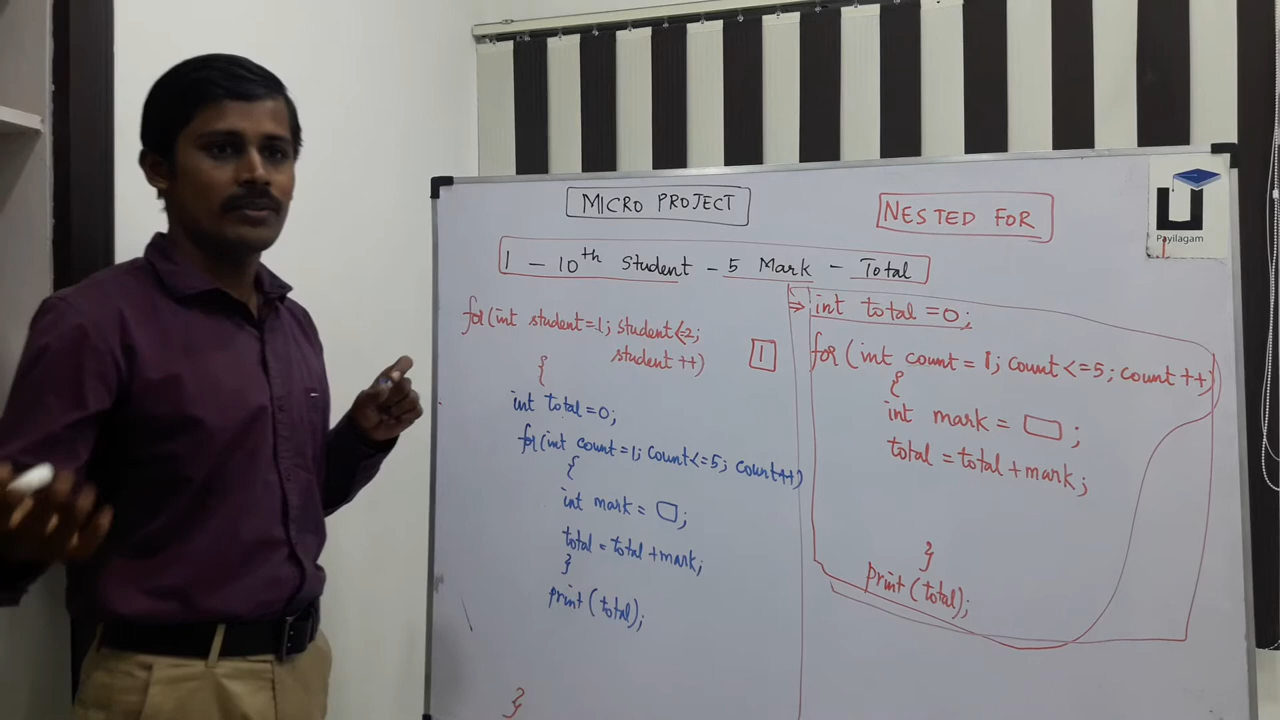 MICRO PROJECT
NESTED FOR
Payilagam
1 - 10th Student - 5 Mark - Total
for(int student=1; student<=2;
student ++)
{
int total=0;
for(int count=1; count<=5; count++)
{
int mark = ;
total = total+mark;
}
print (total);
}
1
int total =0;
for (int count = 1; count <=5; count ++)
{
int mark = ;
total = total + mark;
}
print (total);